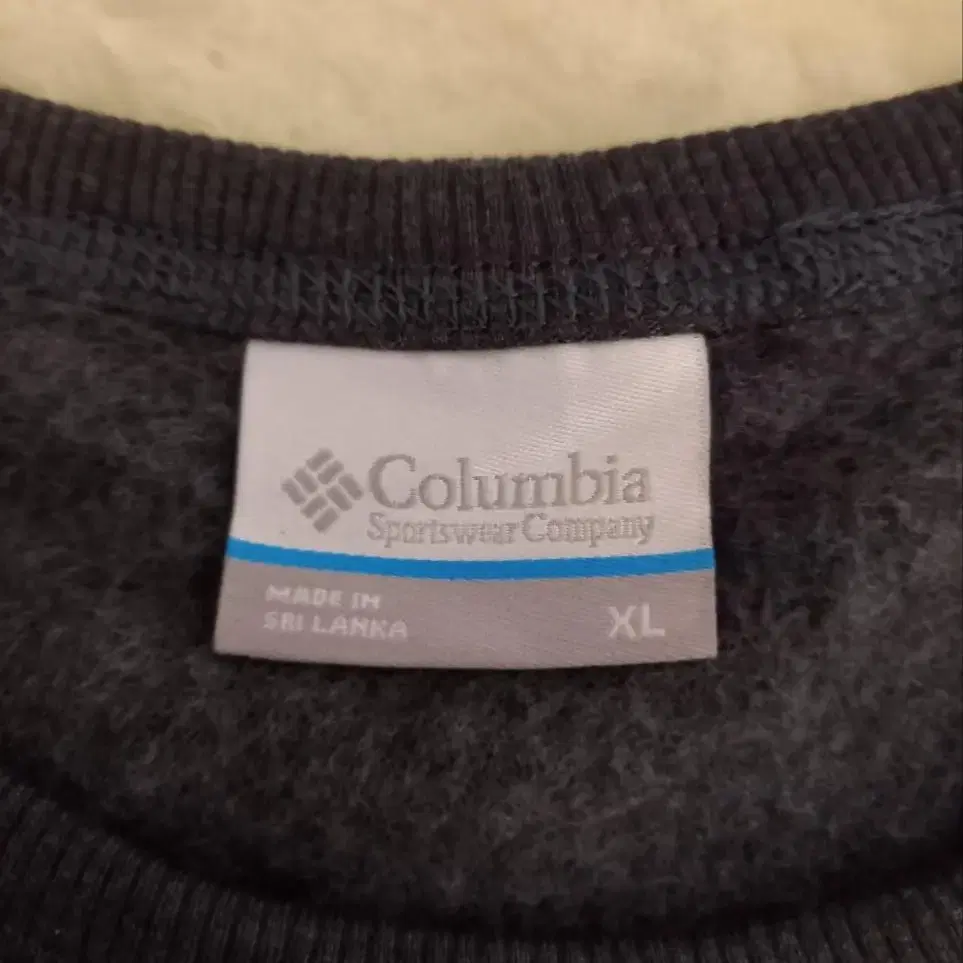 Columbia
Sportswear Company
MADE IN
SRI LANKA
XL